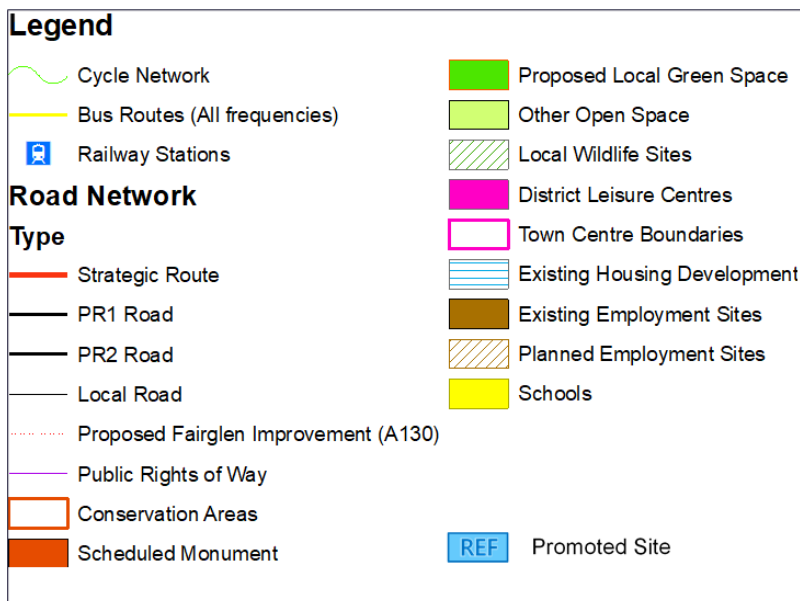 Legend
Cycle Network
Bus Routes (All frequencies)
Railway Stations
Road Network
Type
Strategic Route
PR1 Road
PR2 Road
Local Road
Proposed Fairglen Improvement (A130)
Public Rights of Way
Conservation Areas
Scheduled Monument
Proposed Local Green Space
Other Open Space
Local Wildlife Sites
District Leisure Centres
Town Centre Boundaries
Existing Housing Development
Existing Employment Sites
Planned Employment Sites
Schools
REF Promoted Site